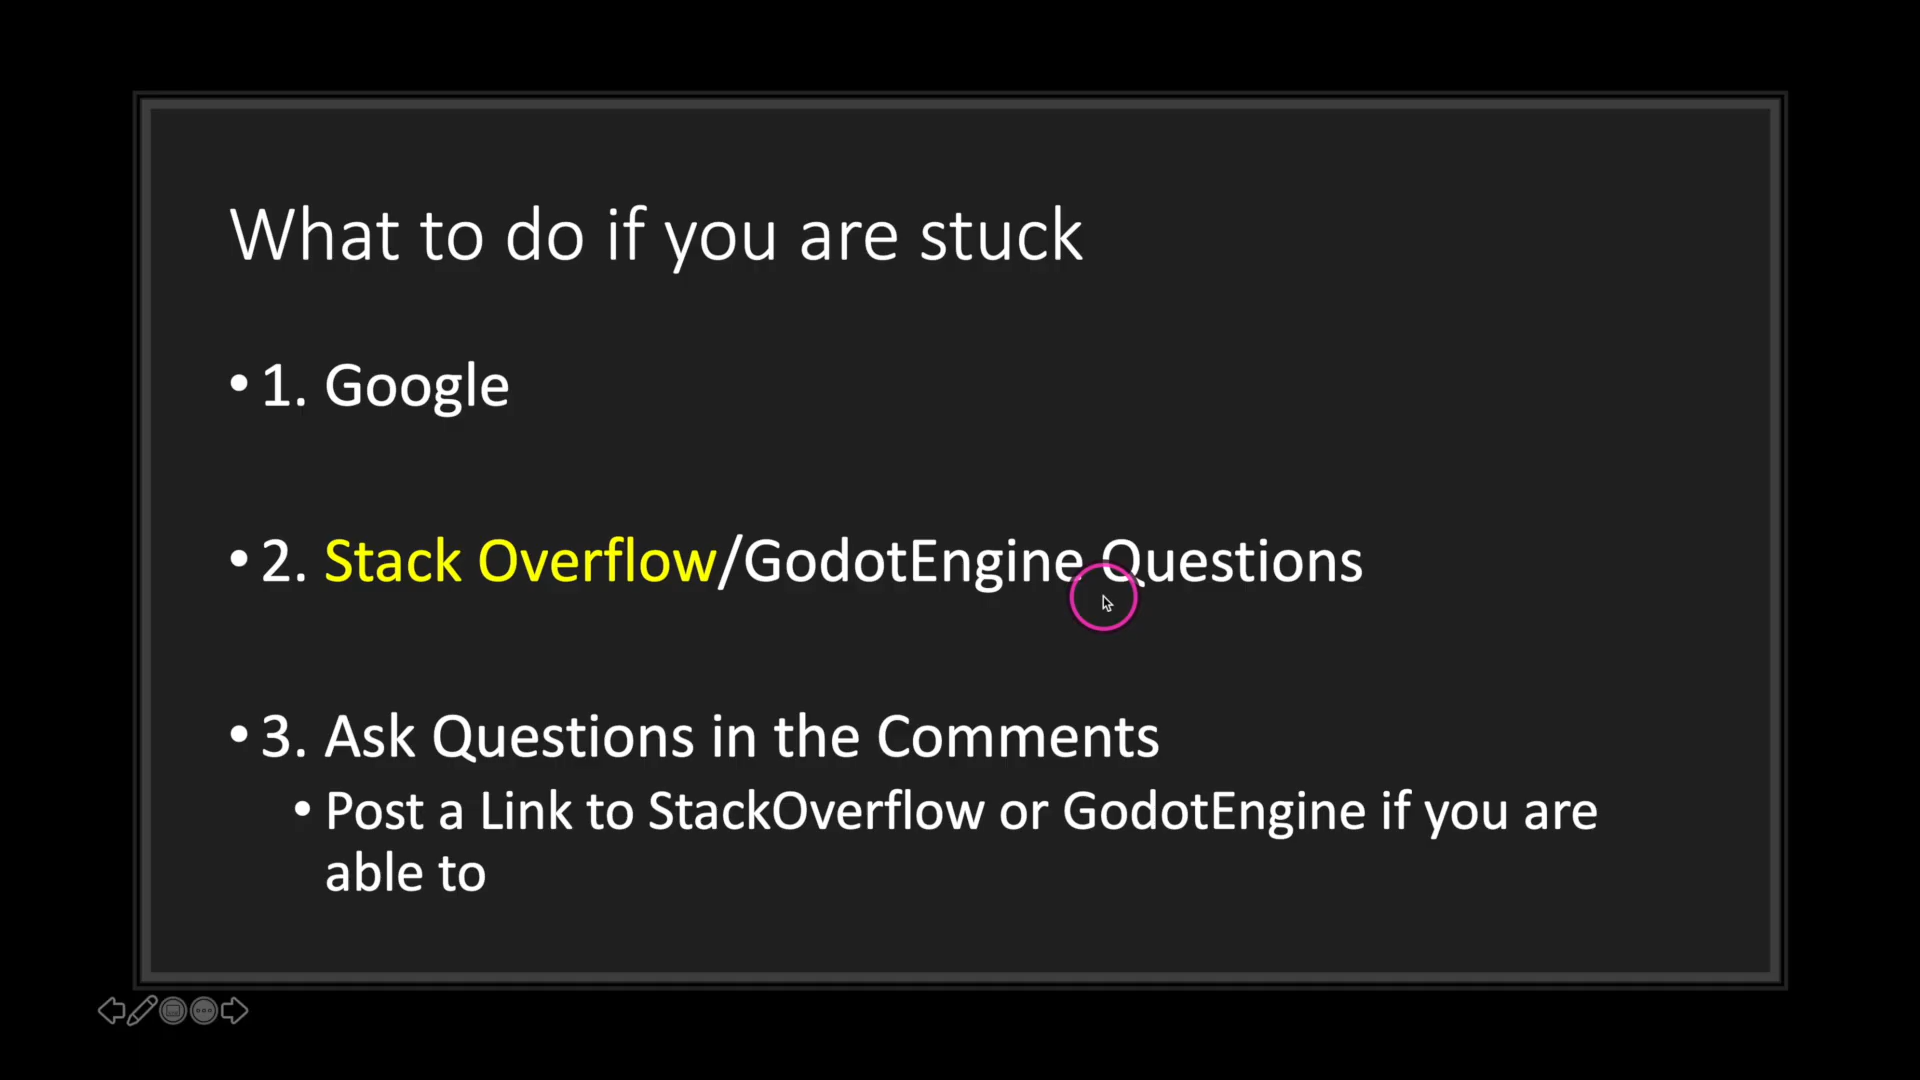 What to do if you are stuck
• 1. Google
• 2. Stack Overflow/GodotEngine Questions
• 3. Ask Questions in the Comments
• Post a Link to StackOverflow or GodotEngine if you are
able to